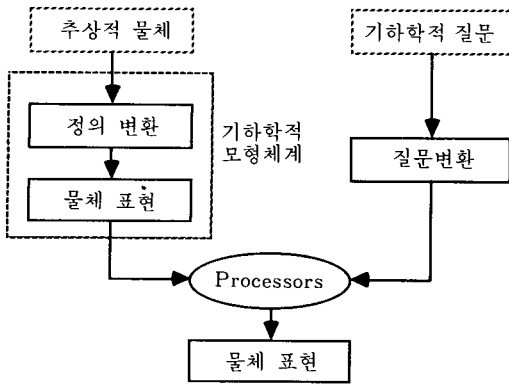 추상적 물체
기하학적 질문
정의 변환
기하학적
모형체계
질문변환
물체 표현
Processors
물체 표현